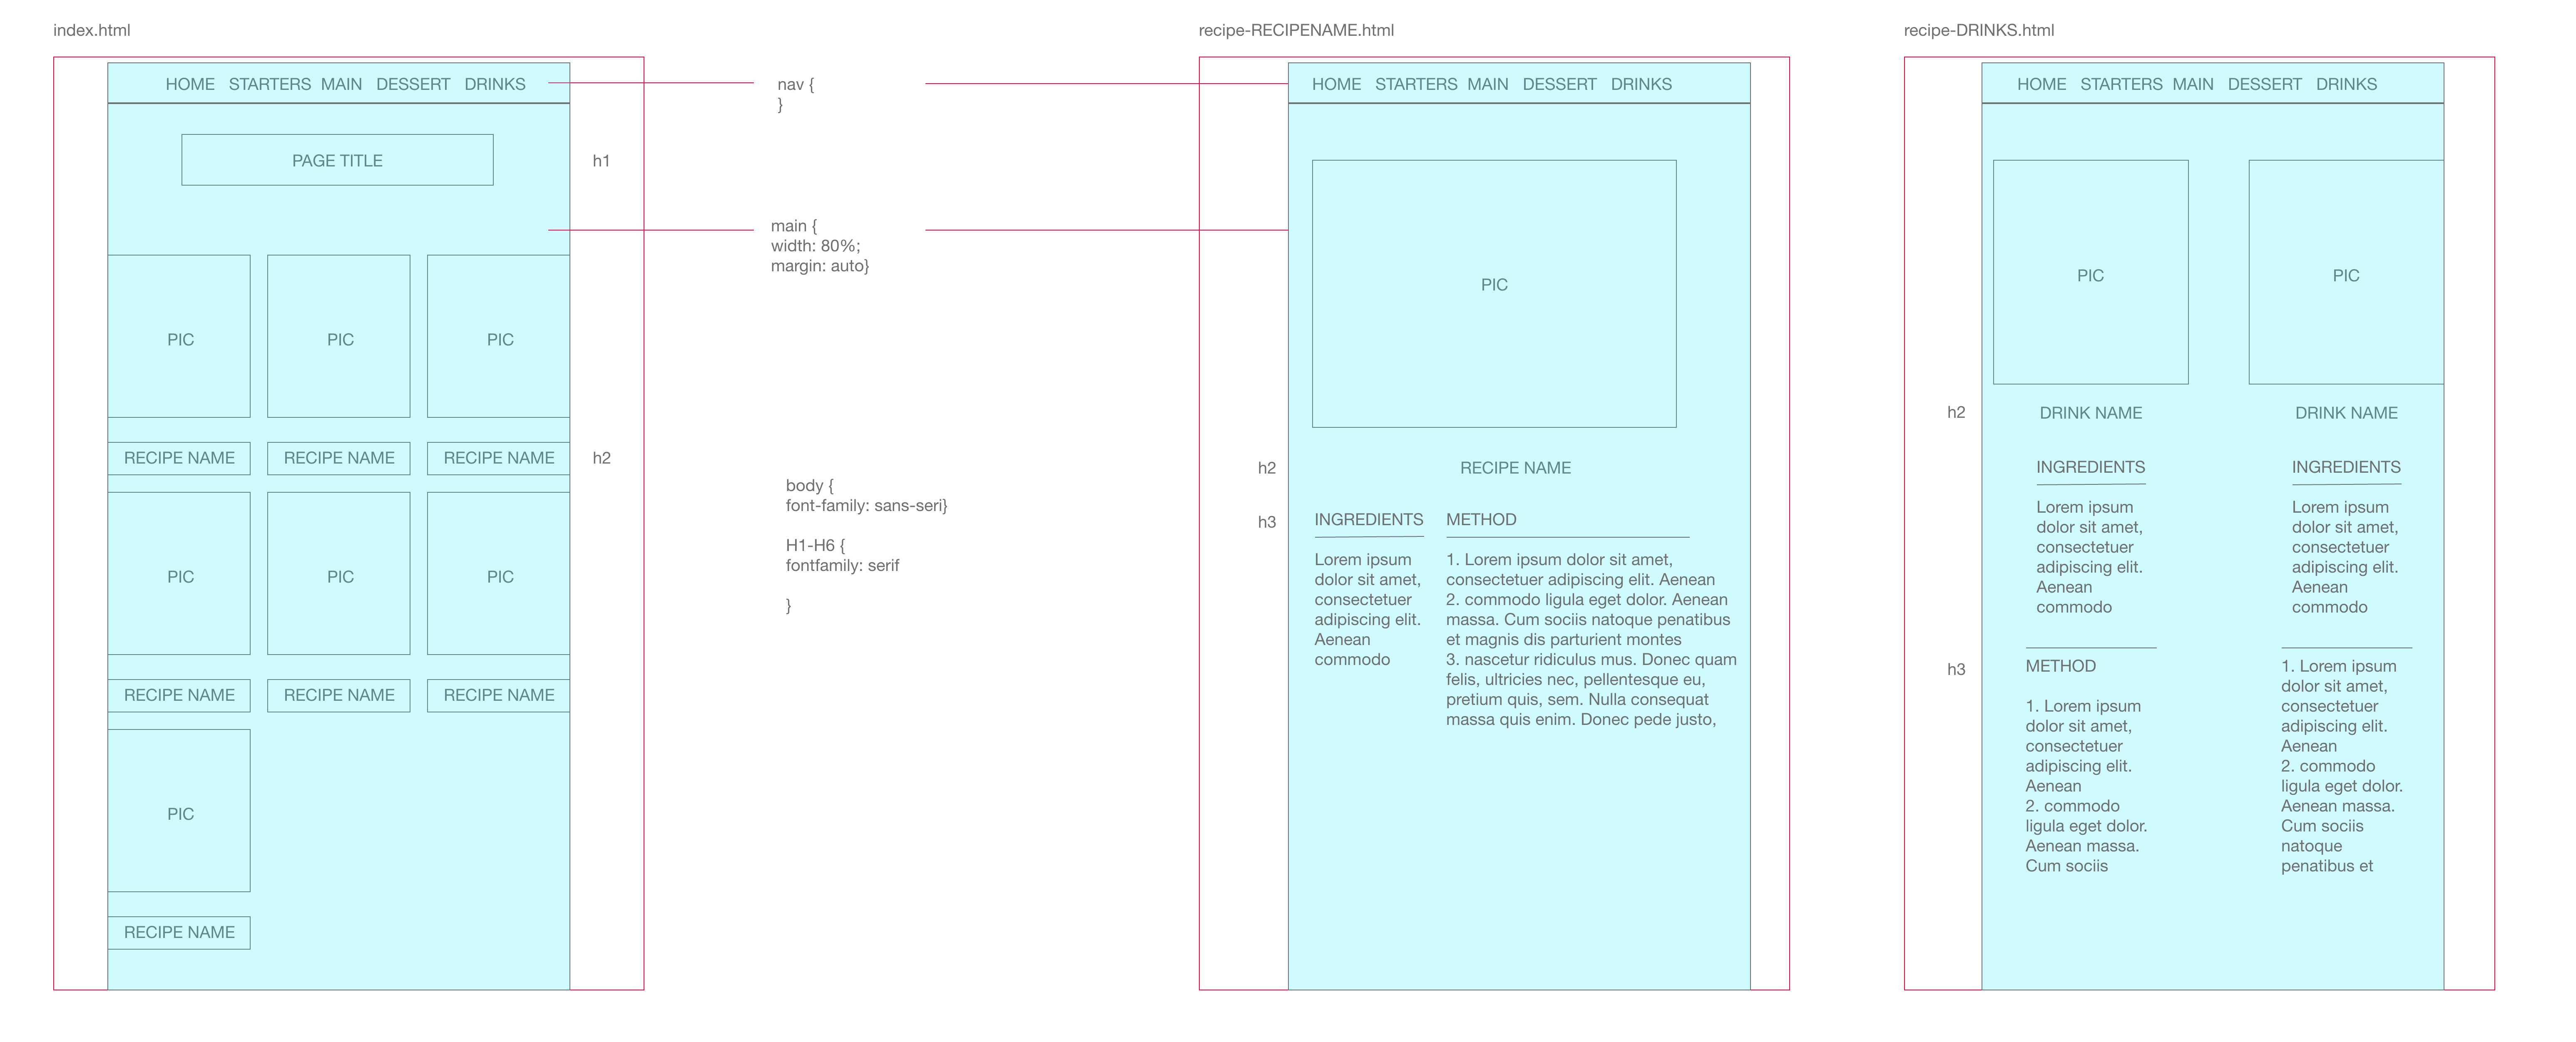 index.html
HOME STARTERS MAIN DESSERT DRINKS
PAGE TITLE
h1
PIC PIC PIC
RECIPE NAME RECIPE NAME RECIPE NAME
h2
PIC PIC PIC
RECIPE NAME RECIPE NAME RECIPE NAME
PIC
RECIPE NAME
nav {
}
main {
width: 80%;
margin: auto}
body {
font-family: sans-seri}
H1-H6 {
fontfamily: serif
}
recipe-RECIPENAME.html
HOME STARTERS MAIN DESSERT DRINKS
PIC
h2
RECIPE NAME
h3
INGREDIENTS
Lorem ipsum
dolor sit amet,
consectetuer
adipiscing elit.
Aenean
commodo
METHOD
1. Lorem ipsum dolor sit amet,
consectetuer adipiscing elit. Aenean
2. commodo ligula eget dolor. Aenean
massa. Cum sociis natoque penatibus
et magnis dis parturient montes
3. nascetur ridiculus mus. Donec quam
felis, ultricies nec, pellentesque eu,
pretium quis, sem. Nulla consequat
massa quis enim. Donec pede justo,
recipe-DRINKS.html
HOME STARTERS MAIN DESSERT DRINKS
PIC
h2
DRINK NAME
INGREDIENTS
Lorem ipsum
dolor sit amet,
consectetuer
adipiscing elit.
Aenean
commodo
h3
METHOD
1. Lorem ipsum
dolor sit amet,
consectetuer
adipiscing elit.
Aenean
2. commodo
ligula eget dolor.
Aenean massa.
Cum sociis
PIC
DRINK NAME
INGREDIENTS
Lorem ipsum
dolor sit amet,
consectetuer
adipiscing elit.
Aenean
commodo
1. Lorem ipsum
dolor sit amet,
consectetuer
adipiscing elit.
Aenean
2. commodo
ligula eget dolor.
Aenean massa.
Cum sociis
natoque
penatibus et